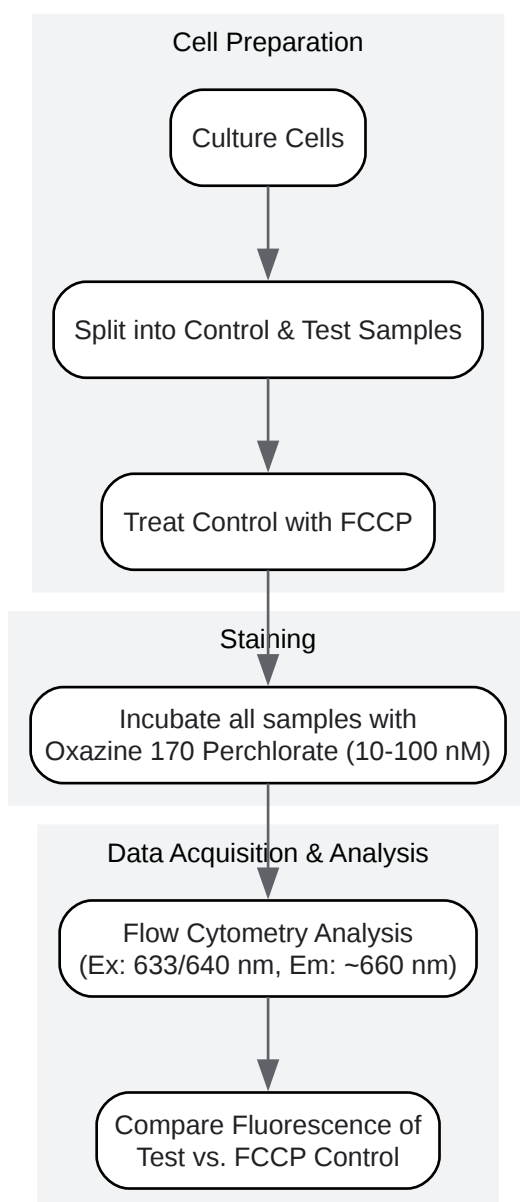 Cell Preparation
Culture Cells
Split into Control & Test Samples
Treat Control with FCCP
Staining
Incubate all samples with
Oxazine 170 Perchlorate (10-100 nM)
Data Acquisition & Analysis
Flow Cytometry Analysis
(Ex: 633/640 nm, Em: ~660 nm)
Compare Fluorescence of
Test vs. FCCP Control